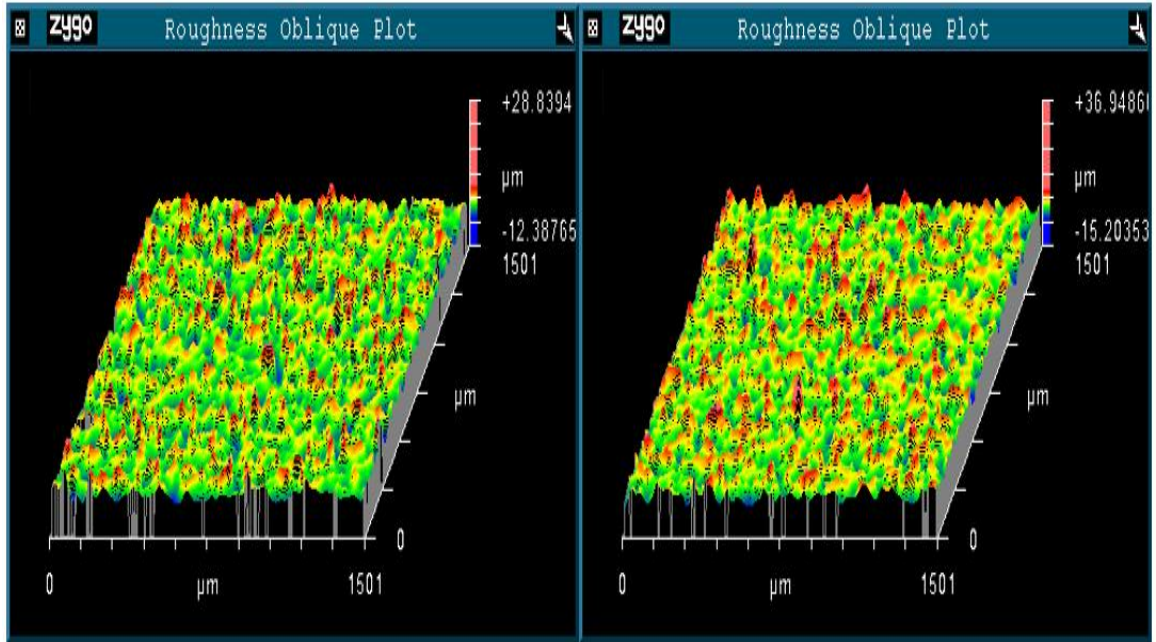 zygo Roughness Oblique Plot
+28.8394
µm
-12.38765
1501
µm
0
0 µm 1501
zygo Roughness Oblique Plot
+36.9486
µm
-15.20353
1501
µm
0
0 µm 1501